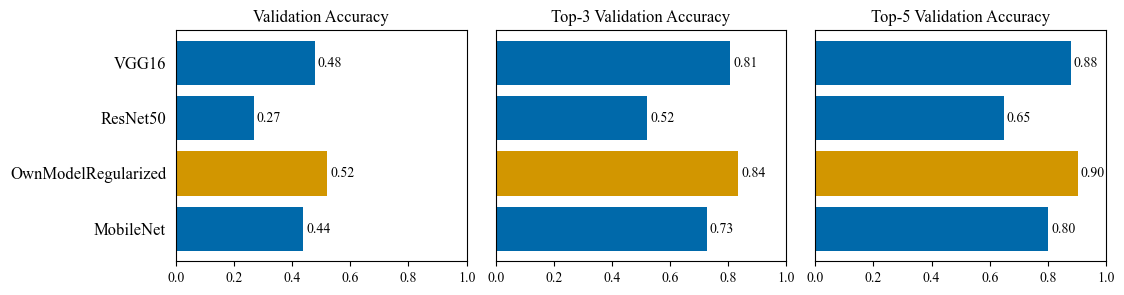 Validation Accuracy
Top-3 Validation Accuracy
Top-5 Validation Accuracy
VGG16
0.48
0.81
0.88
ResNet50
0.27
0.52
0.65
OwnModelRegularized
0.52
0.84
0.90
MobileNet
0.44
0.73
0.80
0.0 0.2 0.4 0.6 0.8 1.0
0.0 0.2 0.4 0.6 0.8 1.0
0.0 0.2 0.4 0.6 0.8 1.0